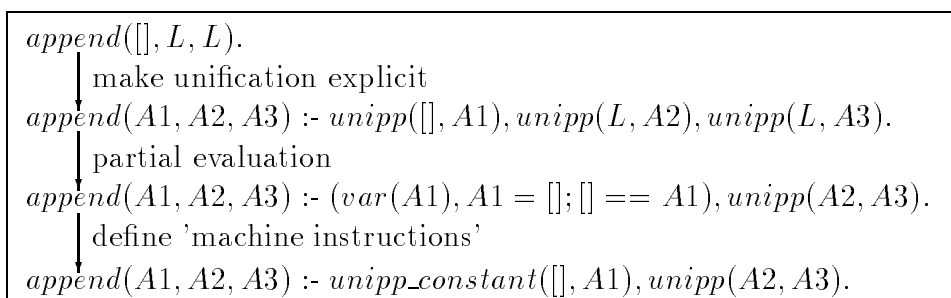 append([], L, L).
make unification explicit
append(A1, A2, A3) :- unipp([], A1), unipp(L, A2), unipp(L, A3).
partial evaluation
append(A1, A2, A3) :- (var(A1), A1 = []; [] == A1), unipp(A2, A3).
define 'machine instructions'
append(A1, A2, A3) :- unipp_constant([], A1), unipp(A2, A3).